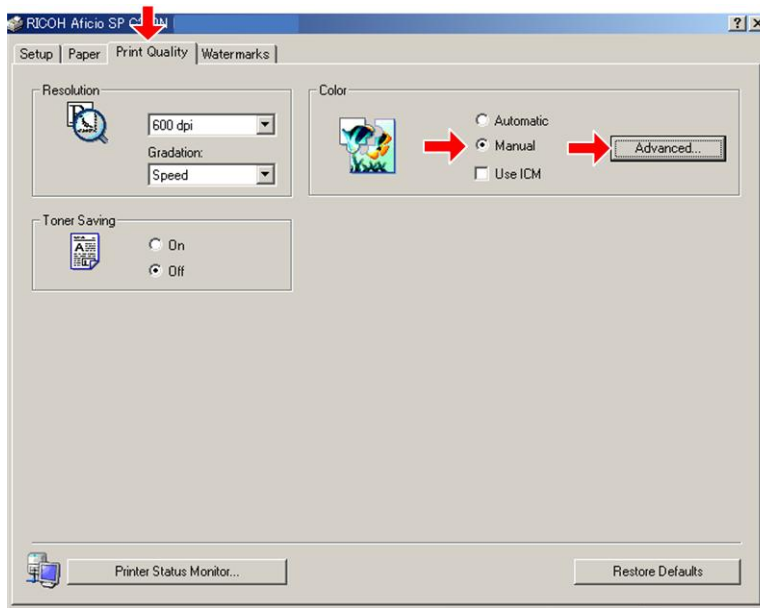 RICOH Aficio SP
Setup
Paper
Print Quality
Watermarks
Resolution
600 dpi
Gradation:
Speed
Color
Automatic
Manual
Use ICM
Advanced...
Toner Saving
On
Off
Printer Status Monitor...
Restore Defaults